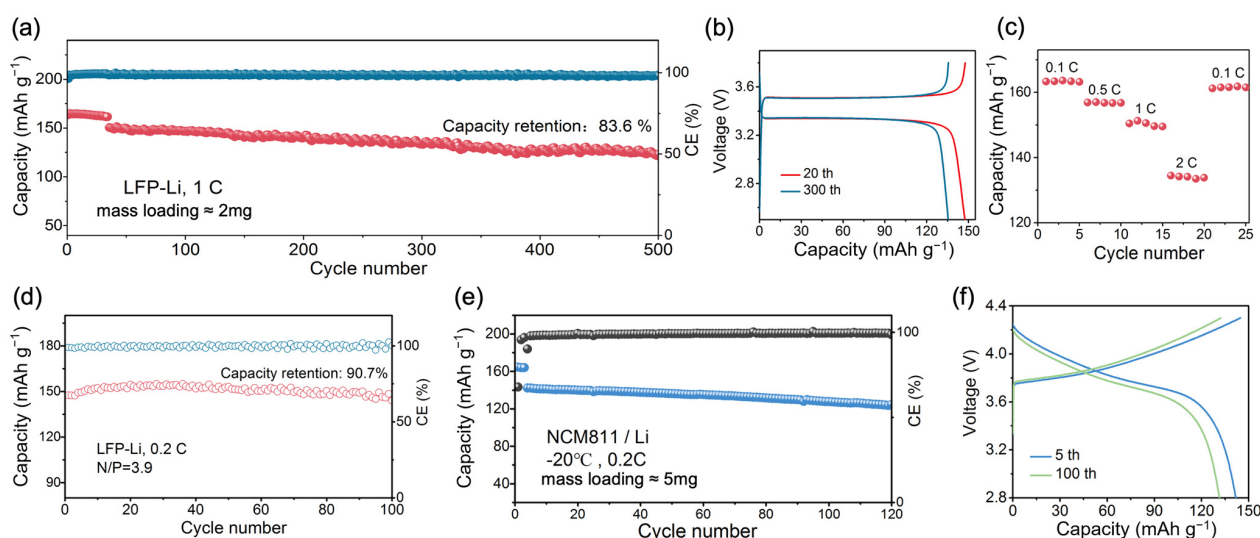 (a)
Capacity (mAh g⁻¹)
200
150
100
50
100
50
0
CE (%)
Capacity retention: 83.6 %
LFP-Li, 1 C
mass loading ≈ 2mg
0 100 200 300 400 500
Cycle number
(b)
Voltage (V)
3.6
3.2
2.8
20 th
300 th
0 30 60 90 120 150
Capacity (mAh g⁻¹)
(c)
Capacity (mAh g⁻¹)
160
140
120
0.1 C
0.5 C
1 C
2 C
0.1 C
0 5 10 15 20 25
Cycle number
(d)
Capacity (mAh g⁻¹)
180
150
120
90
100
50
0
CE (%)
Capacity retention: 90.7%
LFP-Li, 0.2 C
N/P=3.9
0 20 40 60 80 100
Cycle number
(e)
Capacity (mAh g⁻¹)
200
160
120
80
40
0
100
50
0
CE (%)
NCM811 / Li
-20℃ , 0.2C
mass loading ≈ 5mg
0 20 40 60 80 100 120
Cycle number
(f)
Voltage (V)
4.4
4.0
3.6
3.2
2.8
5 th
100 th
0 30 60 90 120 150
Capacity (mAh g⁻¹)